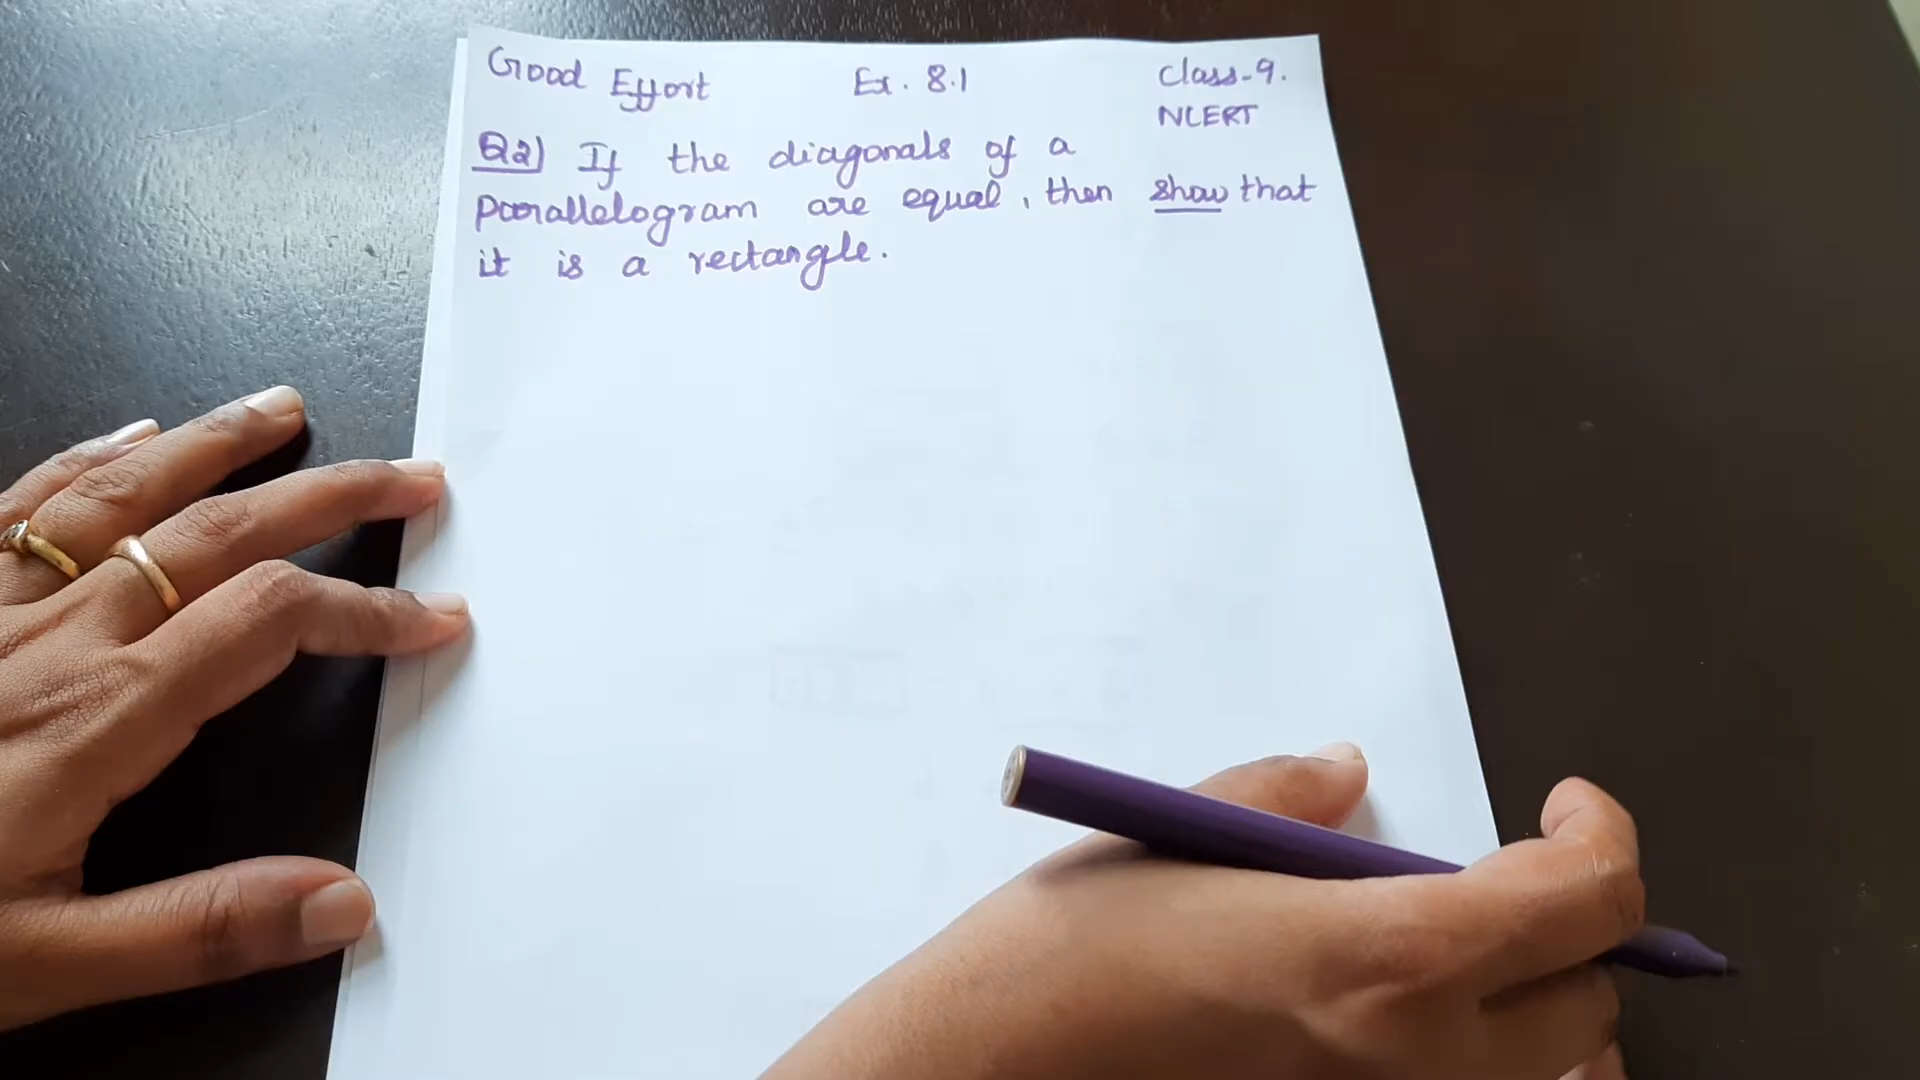 Good Effort Ex. 8.1 Class-9.
NCERT
Q2) If the diagonals of a
parallelogram are equal, then show that
it is a rectangle.